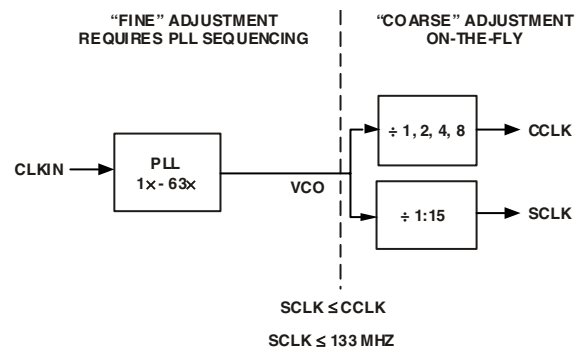 “FINE” ADJUSTMENT
REQUIRES PLL SEQUENCING
“COARSE” ADJUSTMENT
ON-THE-FLY
CLKIN
PLL
1× - 63×
VCO
÷ 1, 2, 4, 8
CCLK
÷ 1:15
SCLK
SCLK ≤ CCLK
SCLK ≤ 133 MHZ